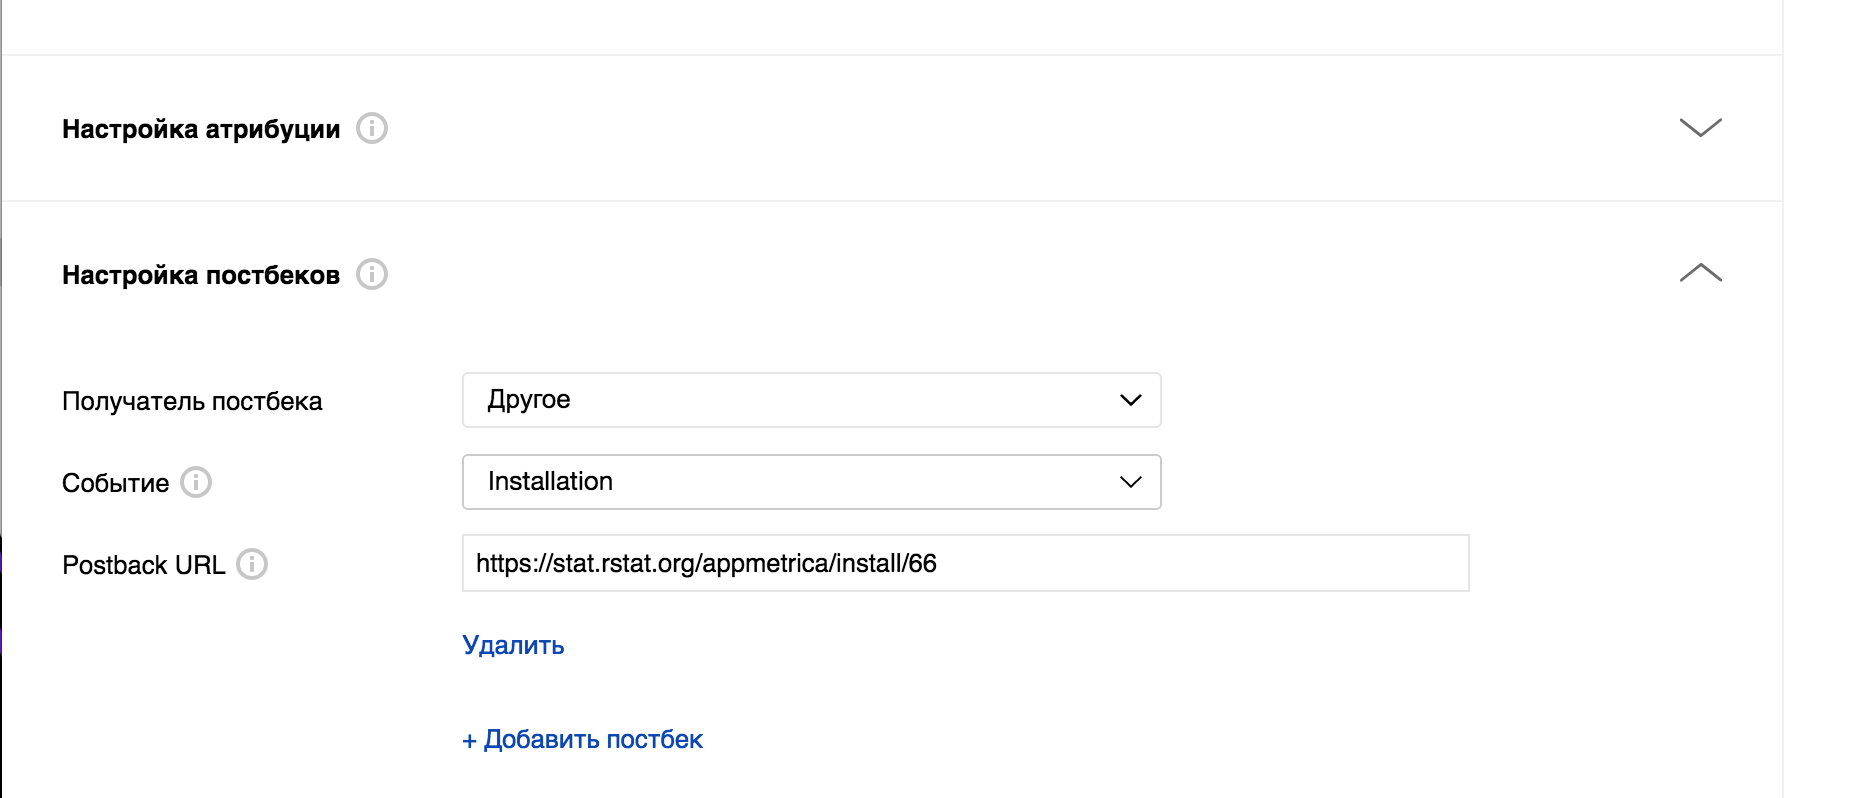 Настройка атрибуции
Настройка постбеков
Получатель постбека
Другое
Событие
Installation
Postback URL
https://stat.rstat.org/appmetrica/install/66
Удалить
+ Добавить постбек